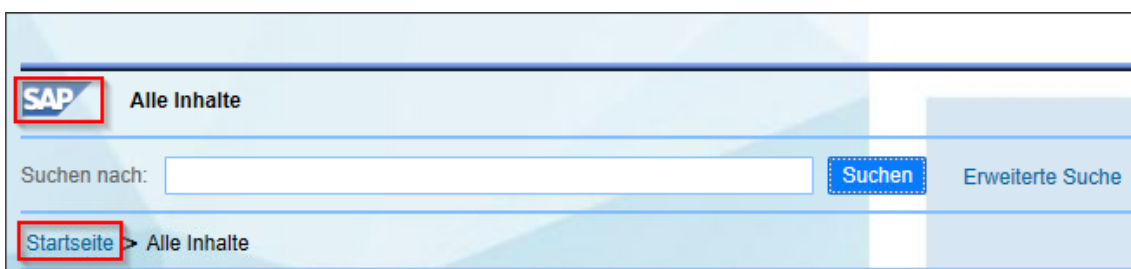 SAP Alle Inhalte
Suchen nach: Suchen Erweiterte Suche
Startseite > Alle Inhalte